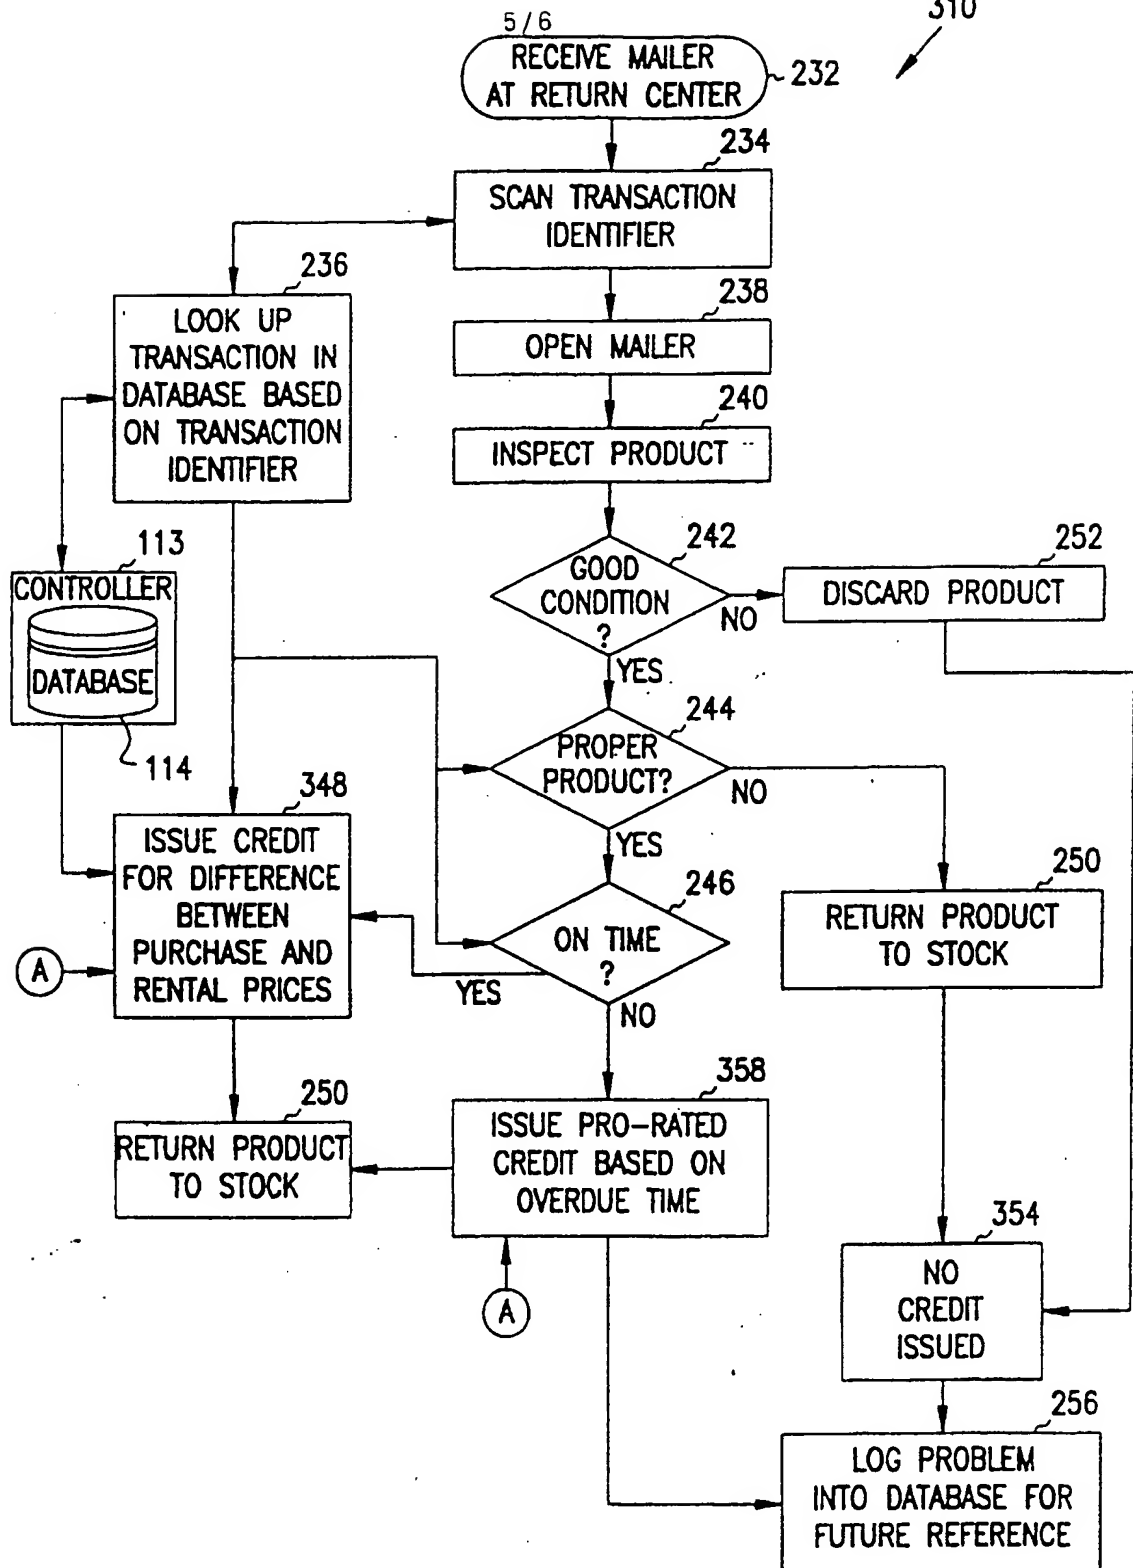 5/6
310
RECEIVE MAILER
AT RETURN CENTER
232
234
SCAN TRANSACTION
IDENTIFIER
236
LOOK UP
TRANSACTION IN
DATABASE BASED
ON TRANSACTION
IDENTIFIER
238
OPEN MAILER
240
INSPECT PRODUCT
242
GOOD
CONDITION
?
NO
YES
252
DISCARD PRODUCT
113
CONTROLLER
DATABASE
114
244
PROPER
PRODUCT?
NO
YES
348
ISSUE CREDIT
FOR DIFFERENCE
BETWEEN
PURCHASE AND
RENTAL PRICES
A
246
ON TIME
?
YES
NO
250
RETURN PRODUCT
TO STOCK
250
RETURN PRODUCT
TO STOCK
358
ISSUE PRO-RATED
CREDIT BASED ON
OVERDUE TIME
A
354
NO
CREDIT
ISSUED
256
LOG PROBLEM
INTO DATABASE FOR
FUTURE REFERENCE